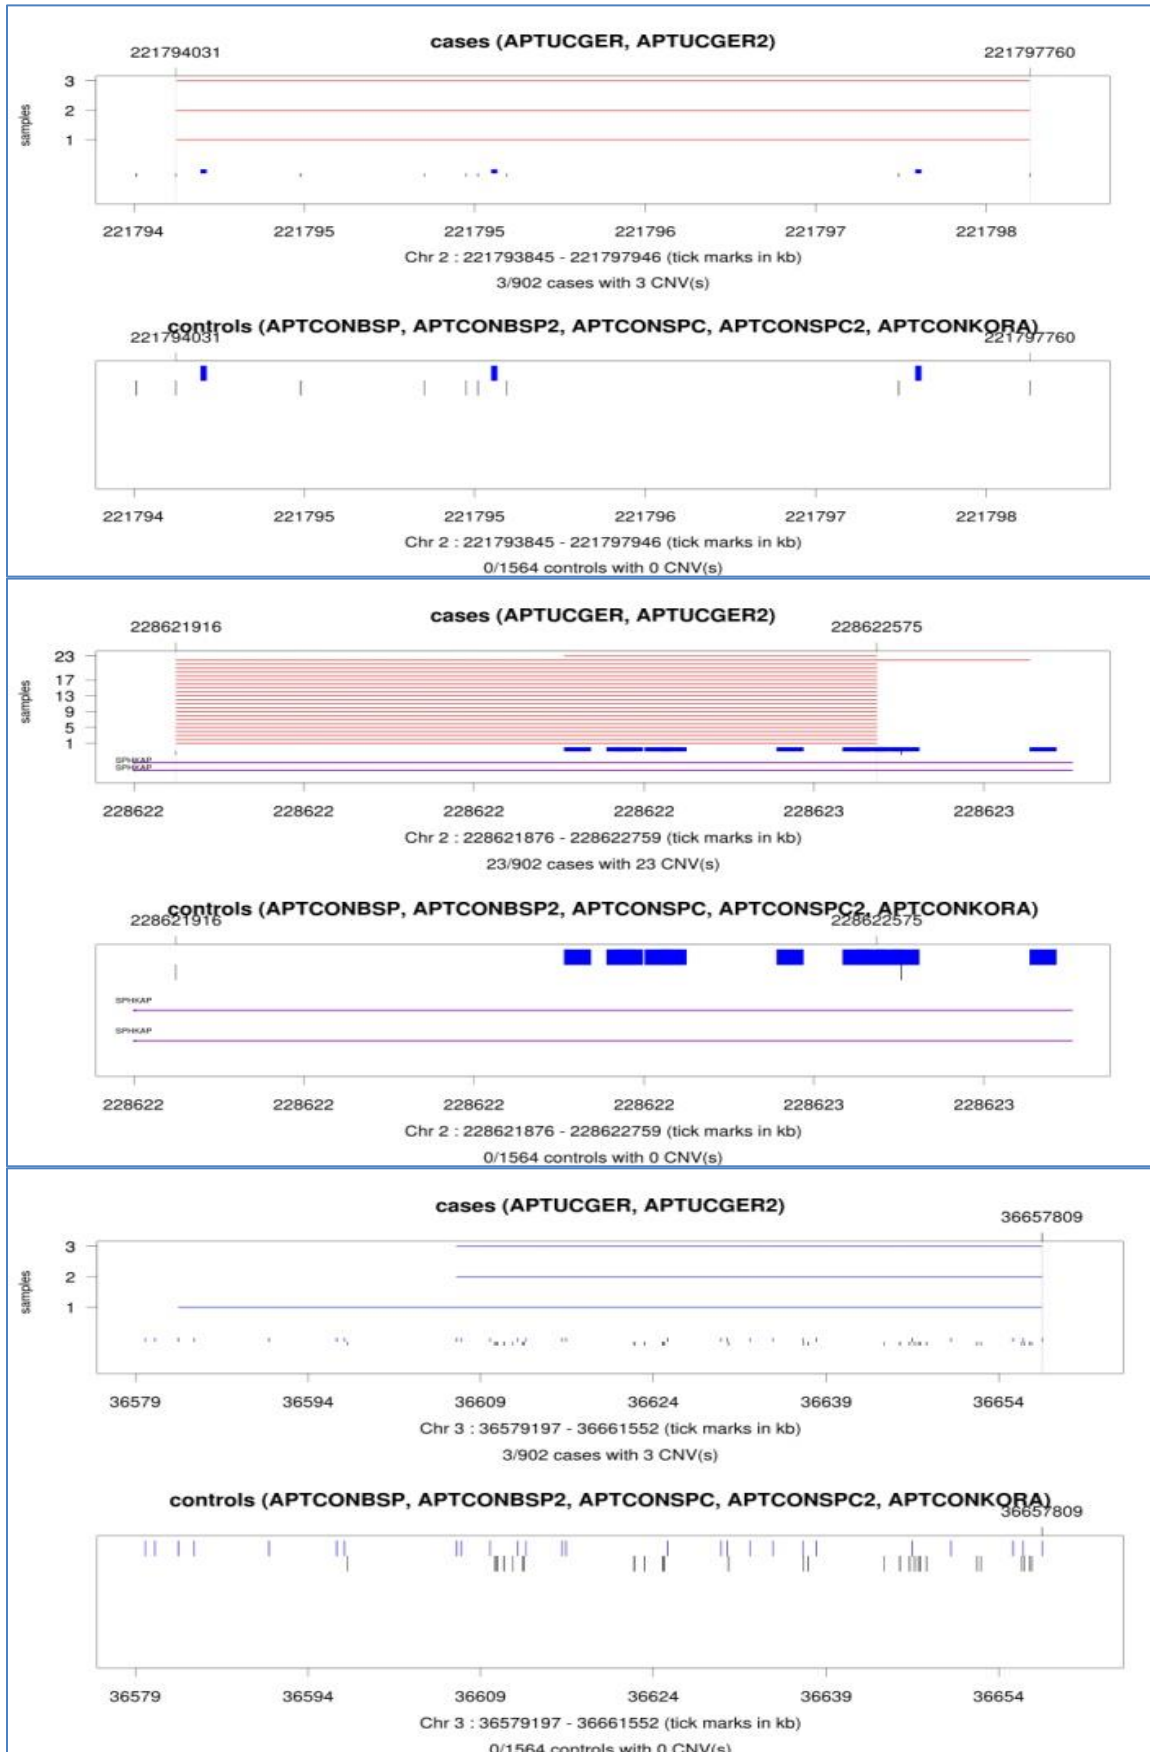 cases (APTUCGER, APTUCGER2)
221794031 221797760
3
2
1
samples
221794 221795 221795 221796 221797 221798
Chr 2 : 221793845 - 221797946 (tick marks in kb)
3/902 cases with 3 CNV(s)
controls (APTCONBSP, APTCONBSP2, APTCONSPC, APTCONSPC2, APTCONKORA)
221794031 221797760
221794 221795 221795 221796 221797 221798
Chr 2 : 221793845 - 221797946 (tick marks in kb)
0/1564 controls with 0 CNV(s)
cases (APTUCGER, APTUCGER2)
228621916 228622575
23
17
13
9
5
1
samples
SPHKAP
SPHKAP
228622 228622 228622 228622 228623 228623
Chr 2 : 228621876 - 228622759 (tick marks in kb)
23/902 cases with 23 CNV(s)
controls (APTCONBSP, APTCONBSP2, APTCONSPC, APTCONSPC2, APTCONKORA)
228621916 228622575
SPHKAP
SPHKAP
228622 228622 228622 228622 228623 228623
Chr 2 : 228621876 - 228622759 (tick marks in kb)
0/1564 controls with 0 CNV(s)
cases (APTUCGER, APTUCGER2)
36657809
3
2
1
samples
36579 36594 36609 36624 36639 36654
Chr 3 : 36579197 - 36661552 (tick marks in kb)
3/902 cases with 3 CNV(s)
controls (APTCONBSP, APTCONBSP2, APTCONSPC, APTCONSPC2, APTCONKORA)
36657809
36579 36594 36609 36624 36639 36654
Chr 3 : 36579197 - 36661552 (tick marks in kb)
0/1564 controls with 0 CNV(s)